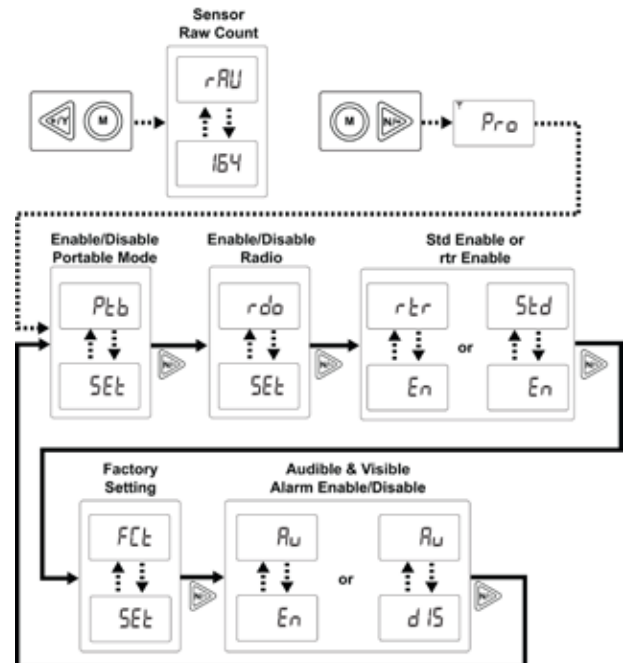 Sensor
Raw Count
rAU
164
+/Y
M
M
N/-
Pro
Enable/Disable
Portable Mode
Ptb
SEt
Enable/Disable
Radio
rdo
SEt
Std Enable or
rtr Enable
rtr
En
or
Std
En
Factory
Setting
FCt
SEt
Audible & Visible
Alarm Enable/Disable
Au
En
or
Au
dIS